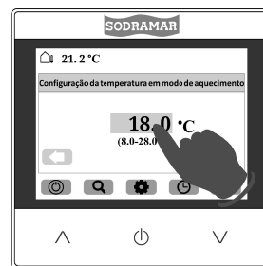 SODRAMAR
21.2°C
Configuração da temperatura em modo de aquecimento
18.0 °C
(8.0-28.0